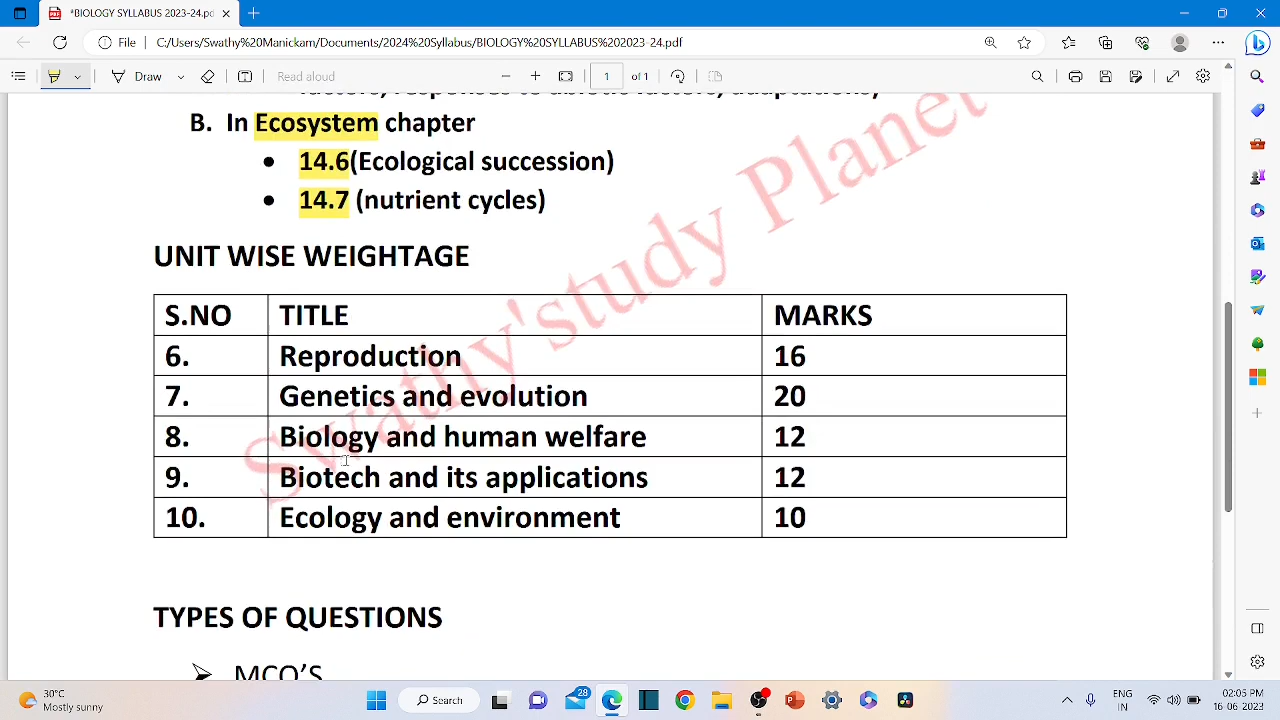 *BIOLOGY SYLLABUS 2023-24.pd
File
C:/Users/Swathy%20Manickam/Documents/2024%20Syllabus/BIOLOGY%20SYLLABUS%202023-24.pdf
Draw
Read aloud
1 of 1
B. In Ecosystem chapter
• 14.6(Ecological succession)
• 14.7 (nutrient cycles)
UNIT WISE WEIGHTAGE
S.NO TITLE MARKS
6. Reproduction 16
7. Genetics and evolution 20
8. Biology and human welfare 12
9. Biotech and its applications 12
10. Ecology and environment 10
Swathy'study Planet
TYPES OF QUESTIONS
MCQ'S
30°C
Mostly sunny
Search
28
IN
02:05 PM
16-06-2023